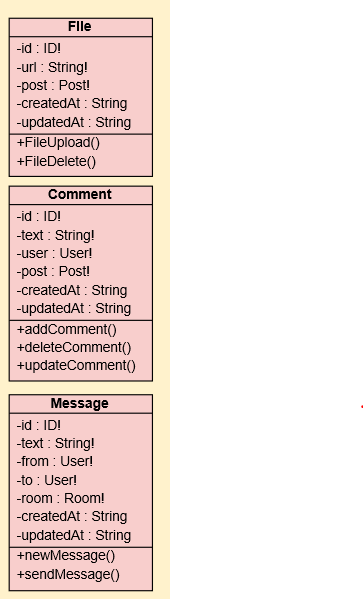 File
-id : ID!
-url : String!
-post : Post!
-createdAt : String
-updatedAt : String
+FileUpload()
+FileDelete()
Comment
-id : ID!
-text : String!
-user : User!
-post : Post!
-createdAt : String
-updatedAt : String
+addComment()
+deleteComment()
+updateComment()
Message
-id : ID!
-text : String!
-from : User!
-to : User!
-room : Room!
-createdAt : String
-updatedAt : String
+newMessage()
+sendMessage()